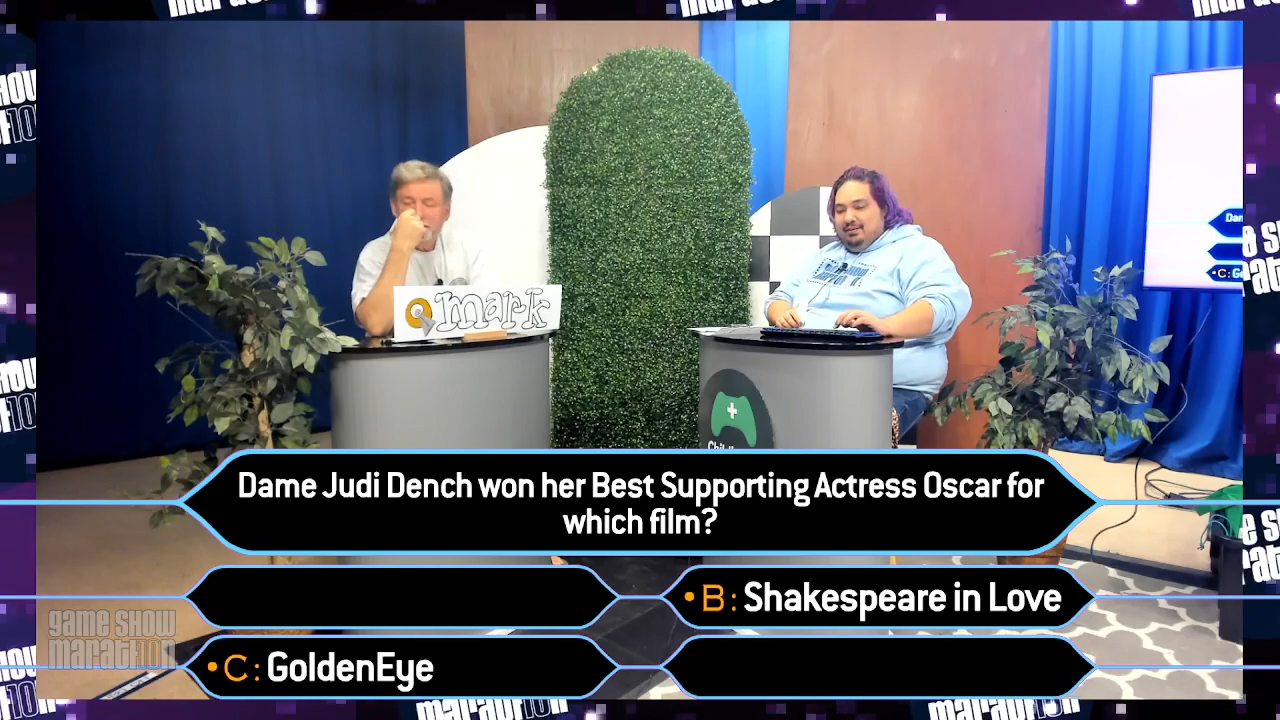 mark
Dame Judi Dench won her Best Supporting Actress Oscar for
which film?
B: Shakespeare in Love
C: GoldenEye
GAME SHOW
MARATH10N